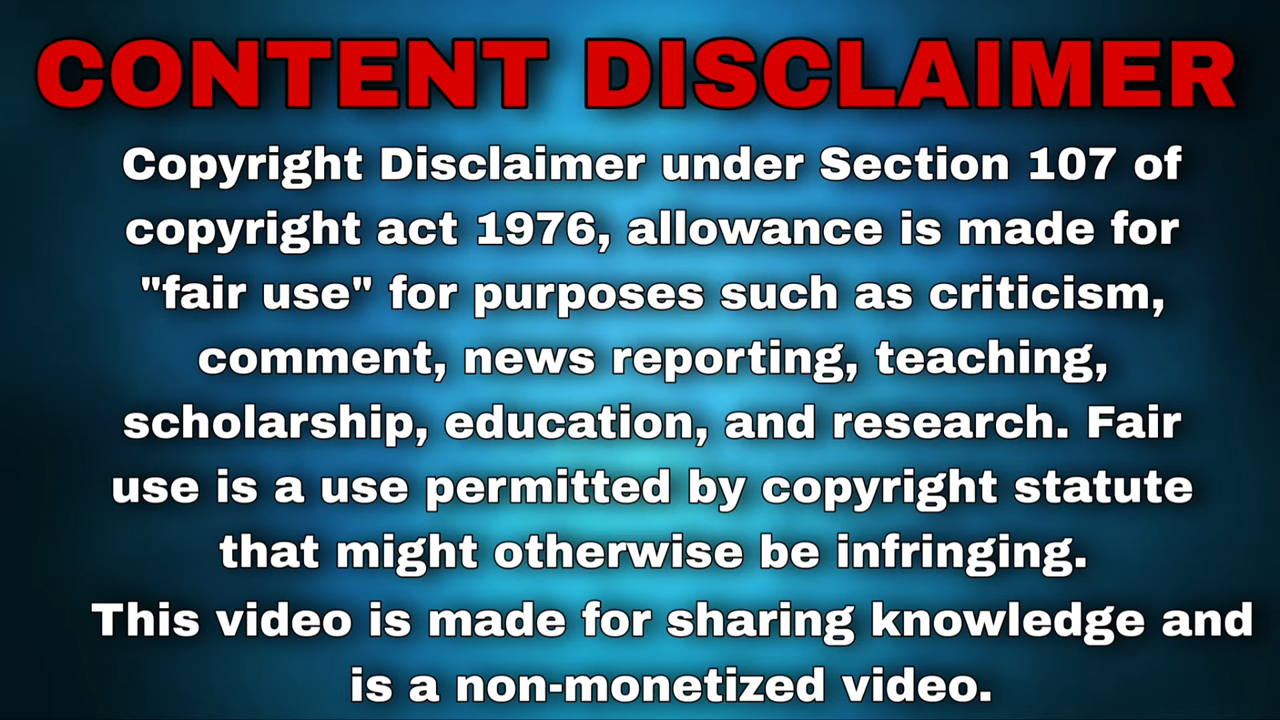 CONTENT DISCLAIMER
Copyright Disclaimer under Section 107 of
copyright act 1976, allowance is made for
"fair use" for purposes such as criticism,
comment, news reporting, teaching,
scholarship, education, and research. Fair
use is a use permitted by copyright statute
that might otherwise be infringing.
This video is made for sharing knowledge and
is a non-monetized video.